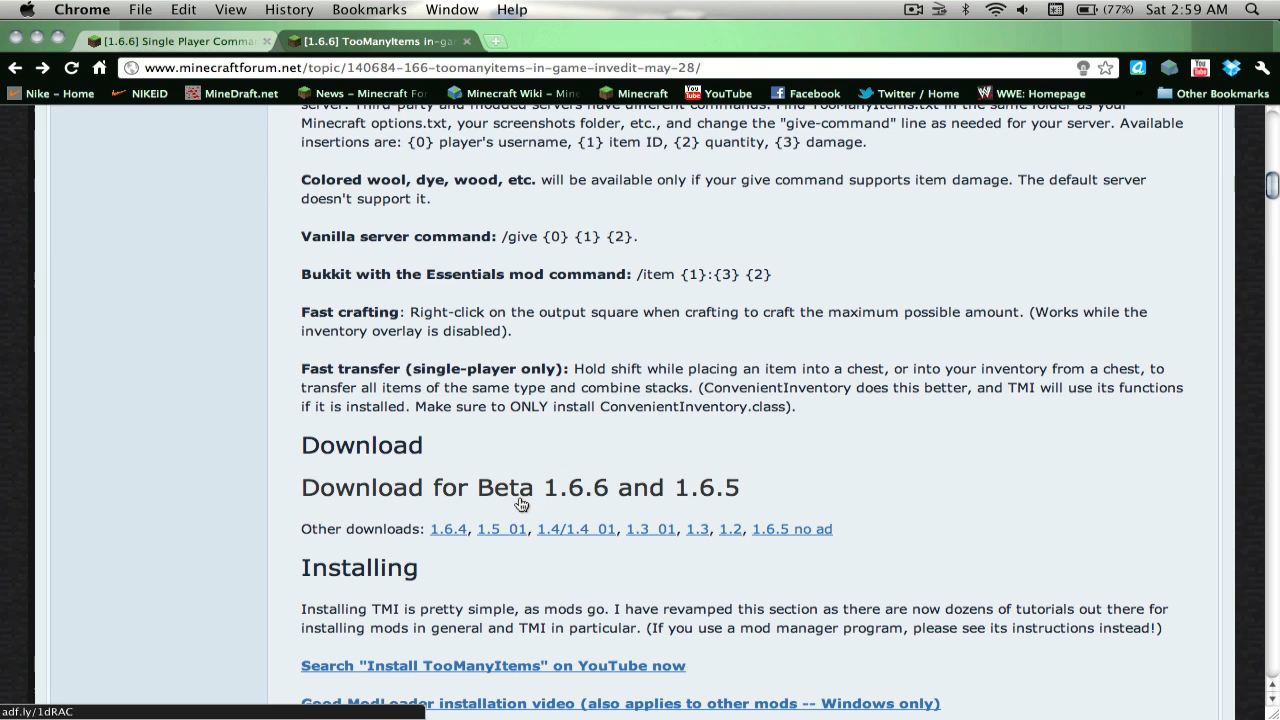 Chrome File Edit View History Bookmarks Window Help (77%) Sat 2:59 AM
[1.6.6] Single Player Comma [1.6.6] TooManyItems in-ga
www.minecraftforum.net/topic/140684-166-toomanyitems-in-game-invedit-may-28/
Nike – Home NIKEiD MineDraft.net News – Minecraft Fo Minecraft Wiki – Mine Minecraft YouTube Facebook Twitter / Home WWE: Homepage Other Bookmarks
server. Third party and modded servers have different commands. Find TooManyItems.txt in the same folder as your
Minecraft options.txt, your screenshots folder, etc., and change the "give-command" line as needed for your server. Available
insertions are: {0} player's username, {1} item ID, {2} quantity, {3} damage.
Colored wool, dye, wood, etc. will be available only if your give command supports item damage. The default server
doesn't support it.
Vanilla server command: /give {0} {1} {2}.
Bukkit with the Essentials mod command: /item {1}:{3} {2}
Fast crafting: Right-click on the output square when crafting to craft the maximum possible amount. (Works while the
inventory overlay is disabled).
Fast transfer (single-player only): Hold shift while placing an item into a chest, or into your inventory from a chest, to
transfer all items of the same type and combine stacks. (ConvenientInventory does this better, and TMI will use its functions
if it is installed. Make sure to ONLY install ConvenientInventory.class).
Download
Download for Beta 1.6.6 and 1.6.5
Other downloads: 1.6.4, 1.5_01, 1.4/1.4_01, 1.3_01, 1.3, 1.2, 1.6.5 no ad
Installing
Installing TMI is pretty simple, as mods go. I have revamped this section as there are now dozens of tutorials out there for
installing mods in general and TMI in particular. (If you use a mod manager program, please see its instructions instead!)
Search "Install TooManyItems" on YouTube now
Good ModLoader installation video (also applies to other mods -- Windows only)
adf.ly/1dRAC